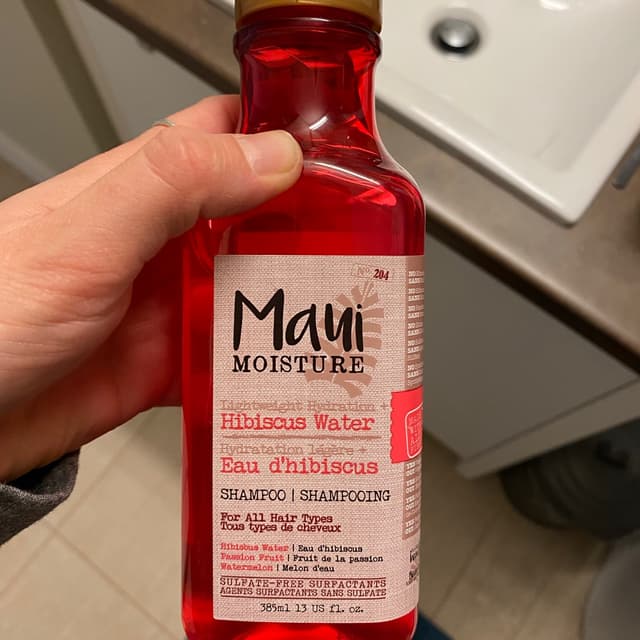 No 204
Maui
MOISTURE
Lightweight Hydration +
Hibiscus Water
Hydratation légère +
Eau d'hibiscus
SHAMPOO | SHAMPOOING
For All Hair Types
Tous types de cheveux
Hibiscus Water | Eau d'hibiscus
Passion Fruit | Fruit de la passion
Watermelon | Melon d'eau
SULFATE-FREE SURFACTANTS
AGENTS SURFACTANTS SANS SULFATE
385ml 13 US fl. oz.